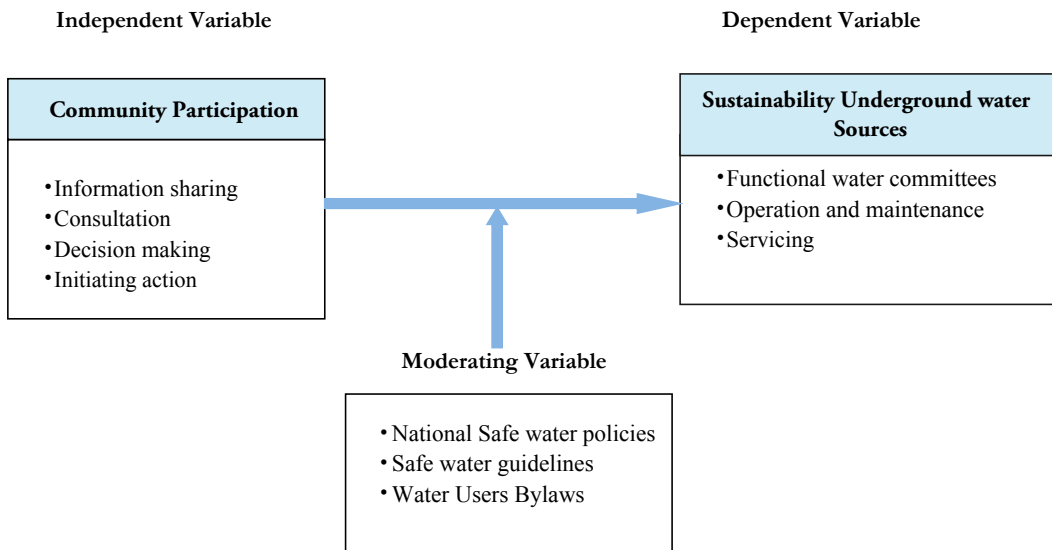 Independent Variable
Dependent Variable
Community Participation
•Information sharing
•Consultation
•Decision making
•Initiating action
Sustainability Underground water
Sources
•Functional water committees
•Operation and maintenance
•Servicing
Moderating Variable
•National Safe water policies
•Safe water guidelines
•Water Users Bylaws